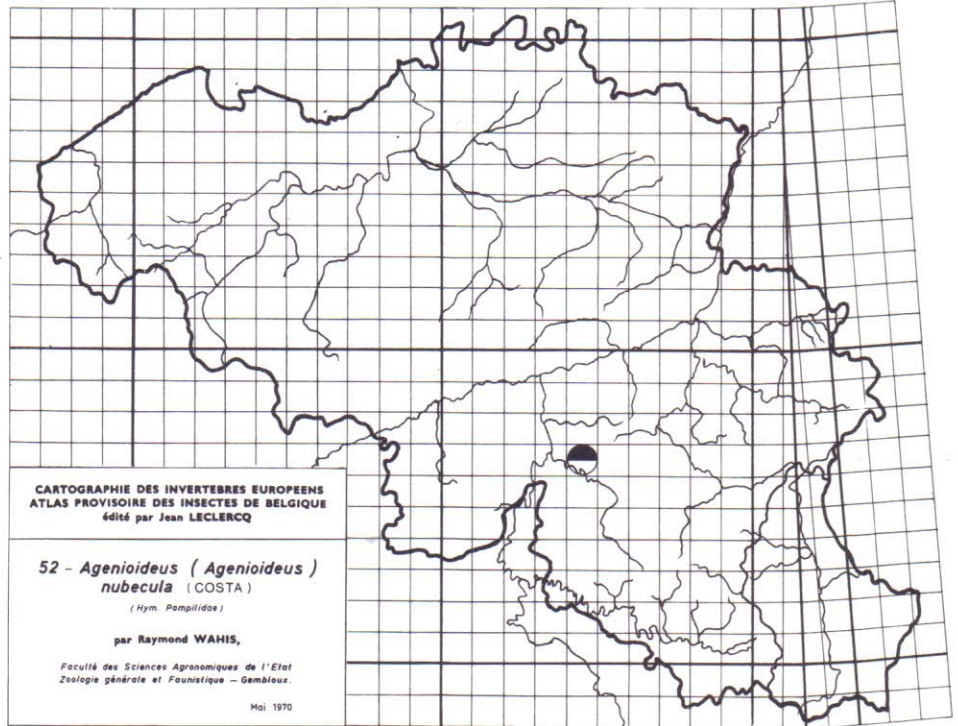 CARTOGRAPHIE DES INVERTEBRES EUROPEENS
ATLAS PROVISOIRE DES INSECTES DE BELGIQUE
édité par Jean LECLERCQ
52 - Agenioideus ( Agenioideus )
nubecula (COSTA)
(Hym. Pompilidae)
par Raymond WAHIS,
Faculté des Sciences Agronomiques de l'Etat
Zoologie générale et Faunistique - Gembloux.
Mai 1970